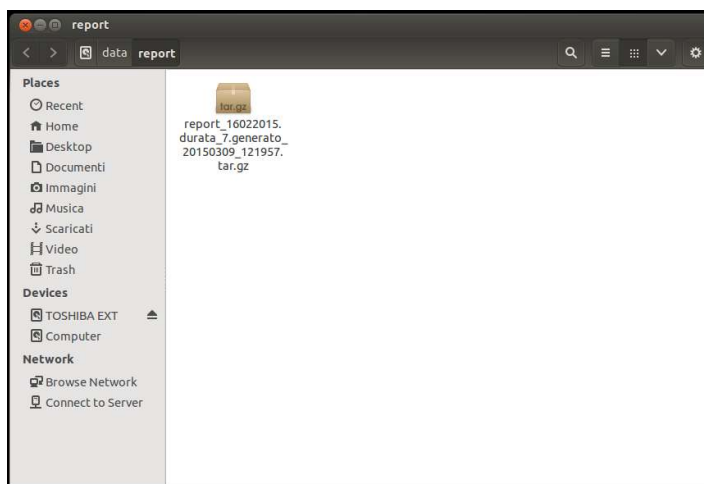 report
data report
Places
Recent
Home
Desktop
Documenti
Immagini
Musica
Scaricati
Video
Trash
Devices
TOSHIBA EXT
Computer
Network
Browse Network
Connect to Server
tar.gz
report_16022015.
durata_7.generato_
20150309_121957.
tar.gz